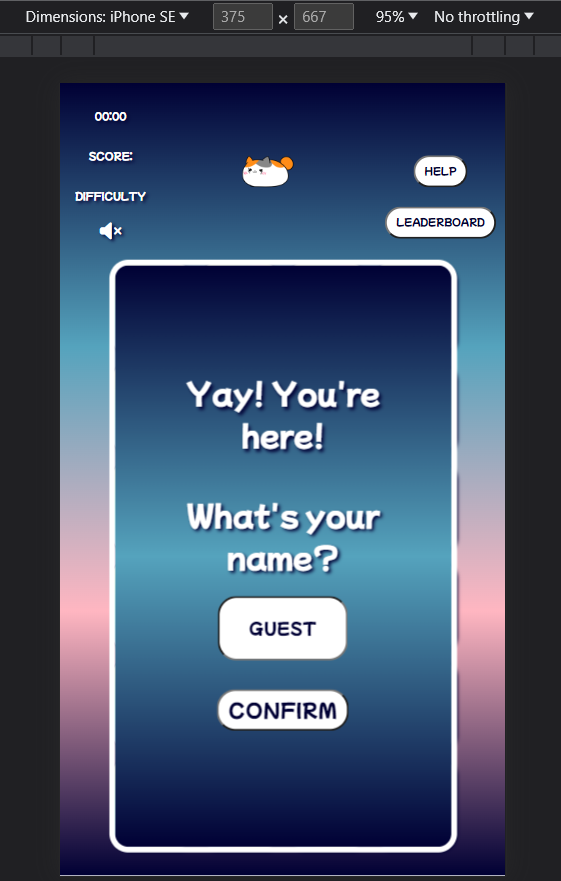 Dimensions: iPhone SE 375 × 667 95% No throttling
00:00
SCORE:
DIFFICULTY
HELP
LEADERBOARD
Yay! You're
here!
What's your
name?
GUEST
CONFIRM